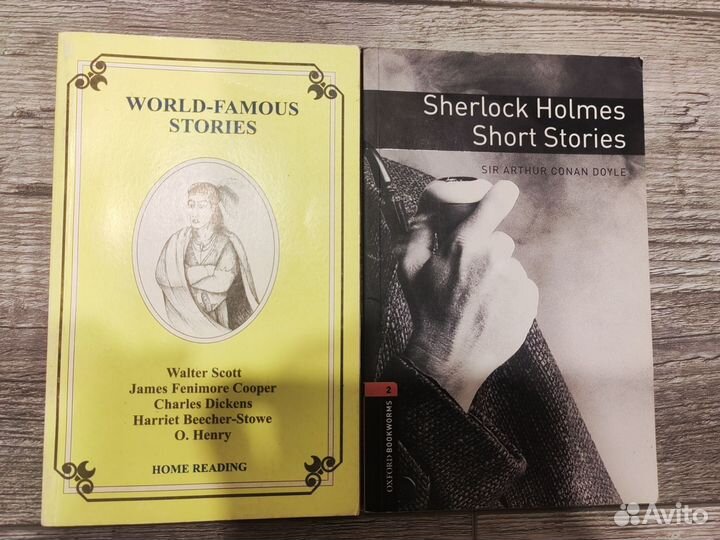 WORLD-FAMOUS
STORIES
Walter Scott
James Fenimore Cooper
Charles Dickens
Harriet Beecher-Stowe
O. Henry
HOME READING
Sherlock Holmes
Short Stories
SIR ARTHUR CONAN DOYLE
2
OXFORD BOOKWORMS
Avito